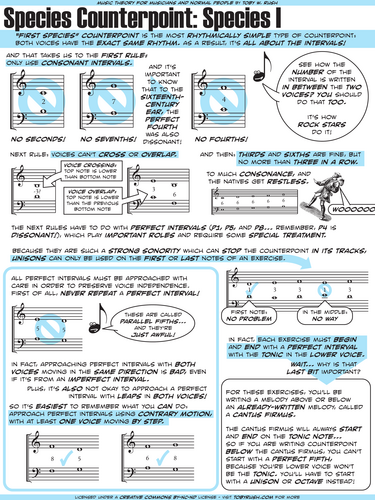 MUSIC THEORY FOR MUSICIANS AND NORMAL PEOPLE BY TOBY W. RUSH
Species Counterpoint: Species I
"FIRST SPECIES" COUNTERPOINT IS THE MOST RHYTHMICALLY SIMPLE TYPE OF COUNTERPOINT:
BOTH VOICES HAVE THE EXACT SAME RHYTHM. AS A RESULT, IT'S ALL ABOUT THE INTERVALS!
AND THAT TAKES US TO THE FIRST RULE:
ONLY USE CONSONANT INTERVALS.
2
7
NO SECONDS!
NO SEVENTHS!
AND IT'S
IMPORTANT
TO KNOW
THAT TO THE
SIXTEENTH-
CENTURY
EAR, THE
PERFECT
FOURTH
WAS ALSO
DISSONANT!
4
NO FOURTHS!
SEE HOW THE
NUMBER OF THE
INTERVAL IS WRITTEN
IN BETWEEN THE TWO
VOICES? YOU SHOULD
DO THAT TOO.
IT'S HOW
ROCK STARS
DO IT!
NEXT RULE: VOICES CAN'T CROSS OR OVERLAP.
VOICE CROSSING:
TOP NOTE IS LOWER
THAN BOTTOM NOTE
VOICE OVERLAP:
TOP NOTE IS LOWER
THAN THE PREVIOUS
BOTTOM NOTE
AND THEN: THIRDS AND SIXTHS ARE FINE, BUT
NO MORE THAN THREE IN A ROW.
TO MUCH CONSONANCE, AND
THE NATIVES GET RESTLESS.
THE NEXT RULES HAVE TO DO WITH PERFECT INTERVALS (P1, P5, AND P8... REMEMBER, P4 IS
DISSONANT!), WHICH PLAY IMPORTANT ROLES AND REQUIRE SOME SPECIAL TREATMENT.
BECAUSE THEY ARE SUCH A STRONG SONORITY WHICH CAN STOP THE COUNTERPOINT IN ITS TRACKS,
UNISONS CAN ONLY BE USED ON THE FIRST OR LAST NOTES OF AN EXERCISE.
ALL PERFECT INTERVALS MUST BE APPROACHED WITH
CARE IN ORDER TO PRESERVE VOICE INDEPENDENCE.
FIRST OF ALL, NEVER REPEAT A PERFECT INTERVAL!
THESE ARE CALLED
PARALLEL FIFTHS...
AND THEY'RE
JUST AWFUL!
IN FACT, APPROACHING PERFECT INTERVALS WITH BOTH
VOICES MOVING IN THE SAME DIRECTION IS BAD, EVEN
IF IT'S FROM AN IMPERFECT INTERVAL.
PLUS, IT'S ALSO NOT OKAY TO APPROACH A PERFECT
INTERVAL WITH LEAPS IN BOTH VOICES!
SO IT'S EASIEST TO REMEMBER WHAT YOU CAN DO:
APPROACH PERFECT INTERVALS USING CONTRARY MOTION,
WITH AT LEAST ONE VOICE MOVING BY STEP.
FIRST NOTE:
NO PROBLEM
IN THE MIDDLE:
NO WAY
IN FACT, EACH EXERCISE MUST BEGIN
AND END WITH A PERFECT INTERVAL
WITH THE TONIC IN THE LOWER VOICE.
WAIT... WHY IS THAT
LAST BIT IMPORTANT?
FOR THESE EXERCISES, YOU'LL BE
WRITING A MELODY ABOVE OR BELOW
AN ALREADY-WRITTEN MELODY, CALLED
A CANTUS FIRMUS.
THE CANTUS FIRMUS WILL ALWAYS START
AND END ON THE TONIC NOTE...
SO IF YOU ARE WRITING COUNTERPOINT
BELOW THE CANTUS FIRMUS, YOU CAN'T
START WITH A PERFECT FIFTH,
BECAUSE YOUR LOWER VOICE WON'T
BE THE TONIC. YOU'LL HAVE TO START
WITH A UNISON OR OCTAVE INSTEAD!
LICENSED UNDER A CREATIVE COMMONS BY-NC-ND LICENSE - VISIT TOBYRUSH.COM FOR MORE